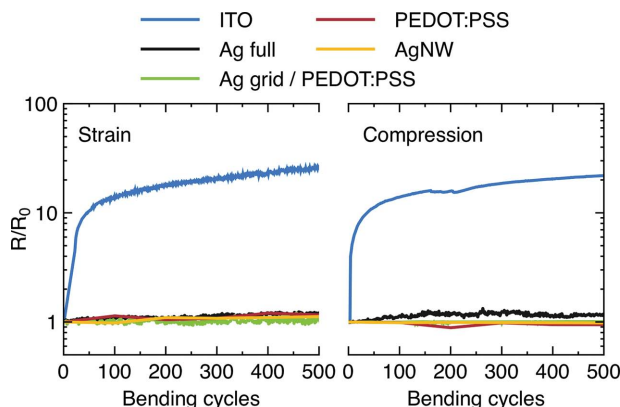 ITO
PEDOT:PSS
Ag full
AgNW
Ag grid / PEDOT:PSS
100
10
1
R/R0
Strain
Compression
0
100
200
300
400
500
0
100
200
300
400
500
Bending cycles
Bending cycles